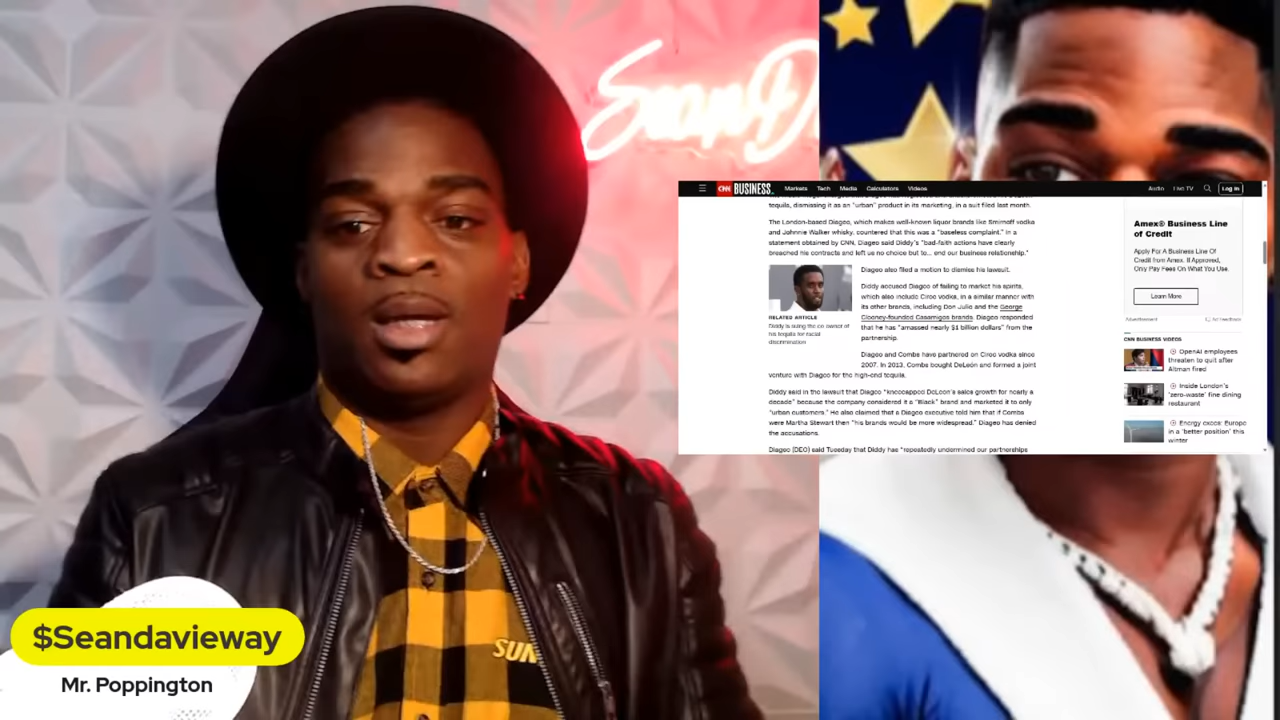 SeanD
CNN BUSINESS
Markets Tech Media Calculators Videos
Audio Live TV
Log In
tequila, dismissing it as an "urban" product in its marketing, in a suit filed last month.
The London-based Diageo, which makes well-known liquor brands like Smirnoff vodka
and Johnnie Walker whisky, countered that this was a "baseless complaint." In a
statement obtained by CNN, Diageo said Diddy's "bad-faith actions have clearly
breached his contracts and left us no choice but to... end our business relationship."
Diageo also filed a motion to dismiss his lawsuit.
Diddy accused Diageo of failing to market his spirits,
which also include Ciroc vodka, in a similar manner with
its other brands, including Don Julio and the George
Clooney-founded Casamigos brands. Diageo responded
that he has "amassed nearly $1 billion dollars" from the
partnership.
RELATED ARTICLE
Diddy is suing the co-owner of
his tequila for racial
discrimination
Diageo and Combs have partnered on Ciroc vodka since
2007. In 2013, Combs bought DeLeón and formed a joint
venture with Diageo for the high-end tequila.
Diddy said in the lawsuit that Diageo "kneecapped DeLeon's sales growth for nearly a
decade" because the company considered it a "Black" brand and marketed it to only
"urban customers." He also claimed that a Diageo executive told him that if Combs
were Martha Stewart then "his brands would be more widespread." Diageo has denied
the accusations.
Diageo (DEO) said Tuesday that Diddy has "repeatedly undermined our partnerships
Amex® Business Line
of Credit
Apply For A Business Line Of
Credit from Amex. If Approved,
Only Pay Fees On What You Use.
Learn More
Advertisement
Ad Feedback
CNN BUSINESS VIDEOS
OpenAI employees
threaten to quit after
Altman fired
Inside London's
'zero-waste' fine dining
restaurant
Energy crisis: Europe
in a 'better position' this
winter
SUN
$Seandavieway
Mr. Poppington